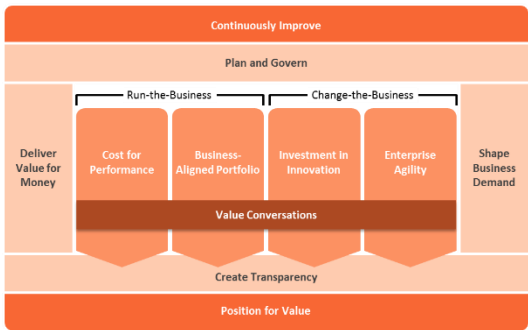 Continuously Improve
Plan and Govern
Run-the-Business
Change-the-Business
Deliver
Value for
Money
Cost for
Performance
Business-
Aligned Portfolio
Investment in
Innovation
Enterprise
Agility
Shape
Business
Demand
Value Conversations
Create Transparency
Position for Value